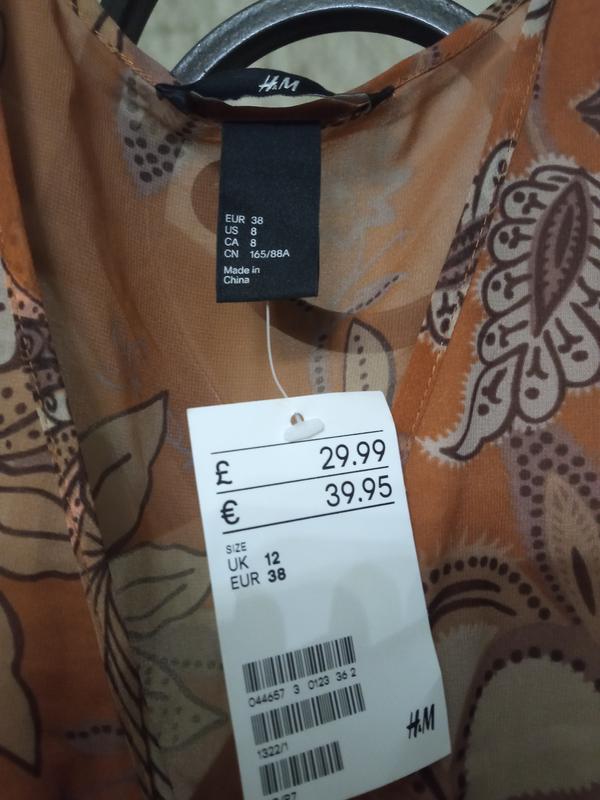 H&M
EUR 38
US 8
CA 8
CN 165/88A
Made in
China
£ 29.99
€ 39.95
SIZE
UK 12
EUR 38
044657 3 0123 36 2
1322/1
H&M